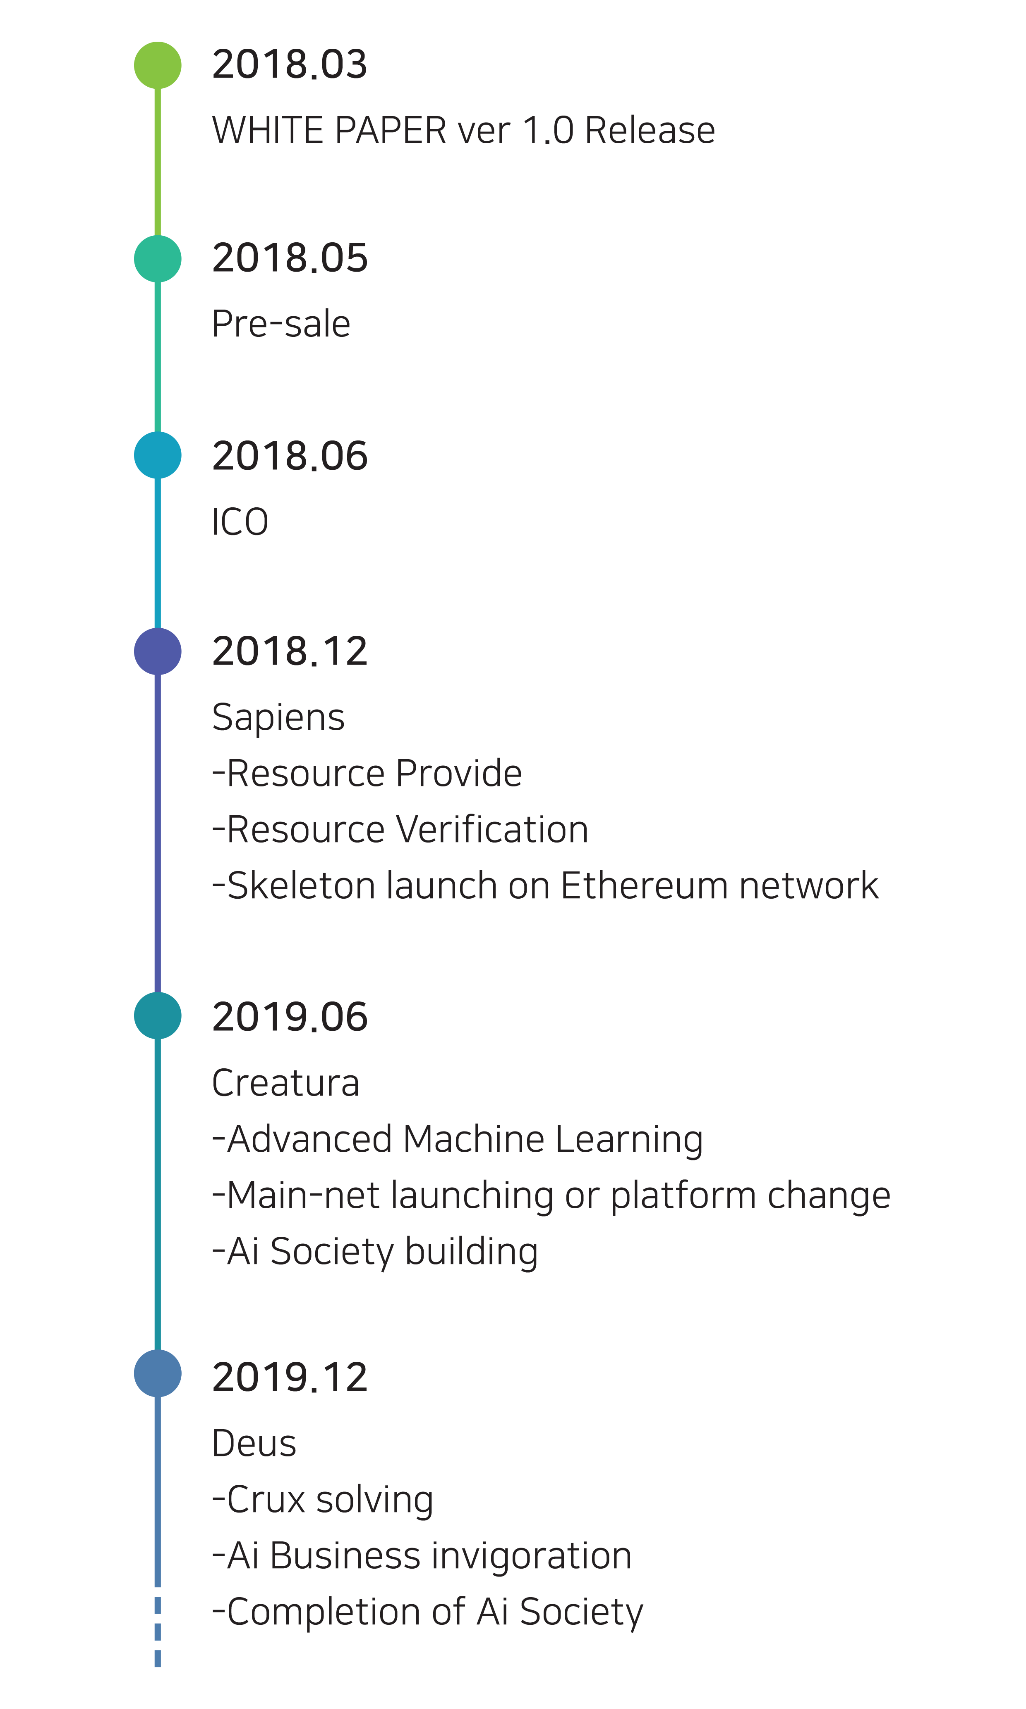 2018.03
WHITE PAPER ver 1.0 Release
2018.05
Pre-sale
2018.06
ICO
2018.12
Sapiens
-Resource Provide
-Resource Verification
-Skeleton launch on Ethereum network
2019.06
Creatura
-Advanced Machine Learning
-Main-net launching or platform change
-Ai Society building
2019.12
Deus
-Crux solving
-Ai Business invigoration
-Completion of Ai Society